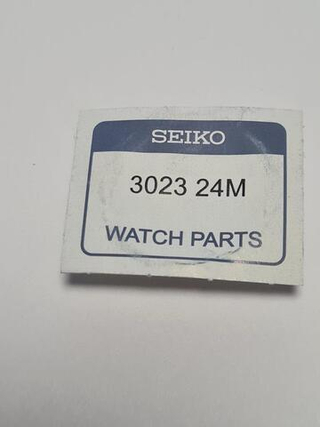 SEIKO
3023 24M
WATCH PARTS